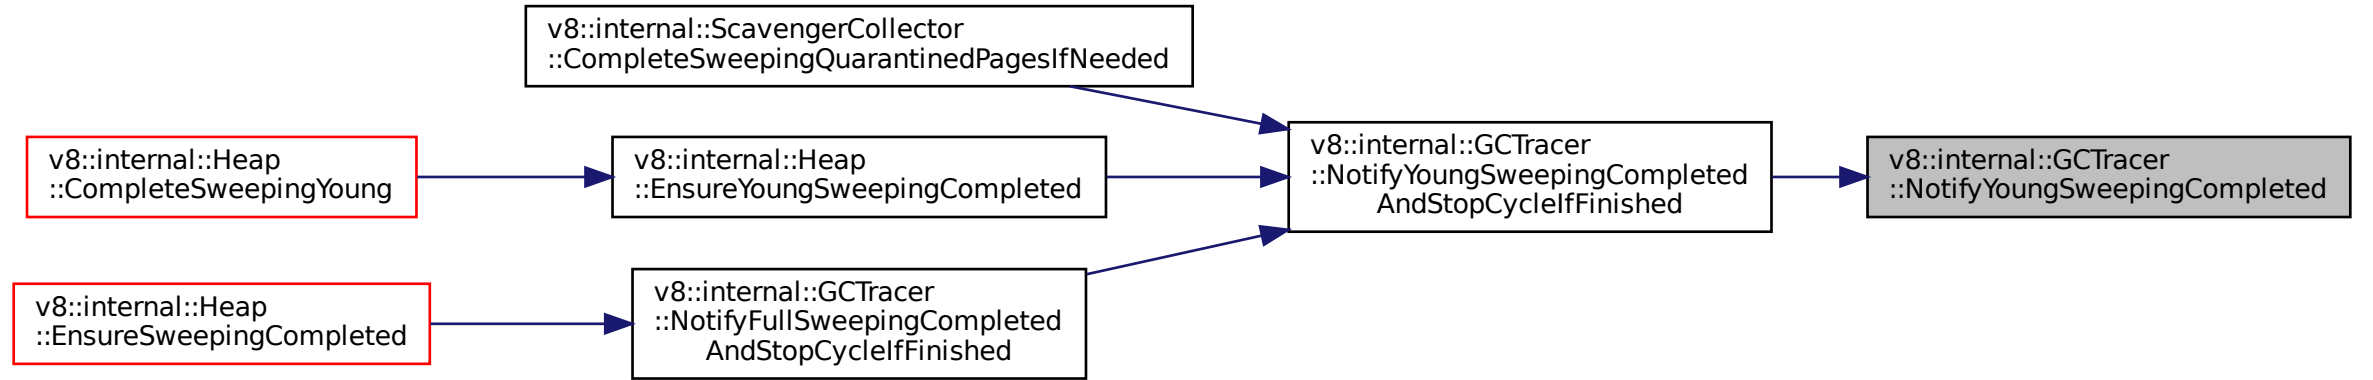 v8::internal::ScavengerCollector
::CompleteSweepingQuarantinedPagesIfNeeded
v8::internal::Heap
::CompleteSweepingYoung
v8::internal::Heap
::EnsureYoungSweepingCompleted
v8::internal::GCTracer
::NotifyYoungSweepingCompleted
AndStopCycleIfFinished
v8::internal::GCTracer
::NotifyYoungSweepingCompleted
v8::internal::Heap
::EnsureSweepingCompleted
v8::internal::GCTracer
::NotifyFullSweepingCompleted
AndStopCycleIfFinished